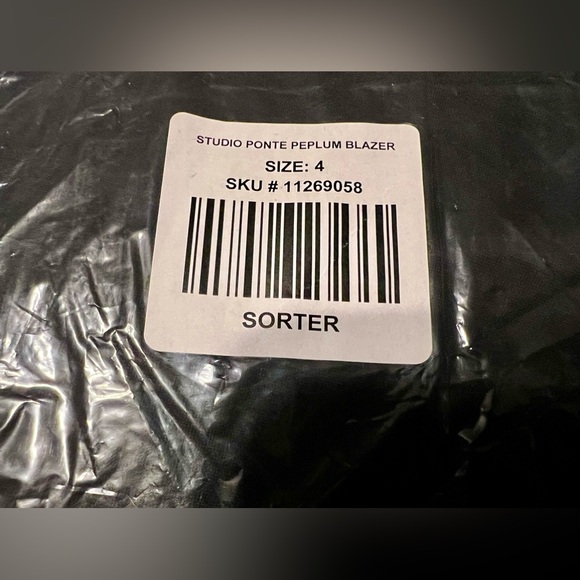 STUDIO PONTE PEPLUM BLAZER
SIZE: 4
SKU # 11269058
SORTER